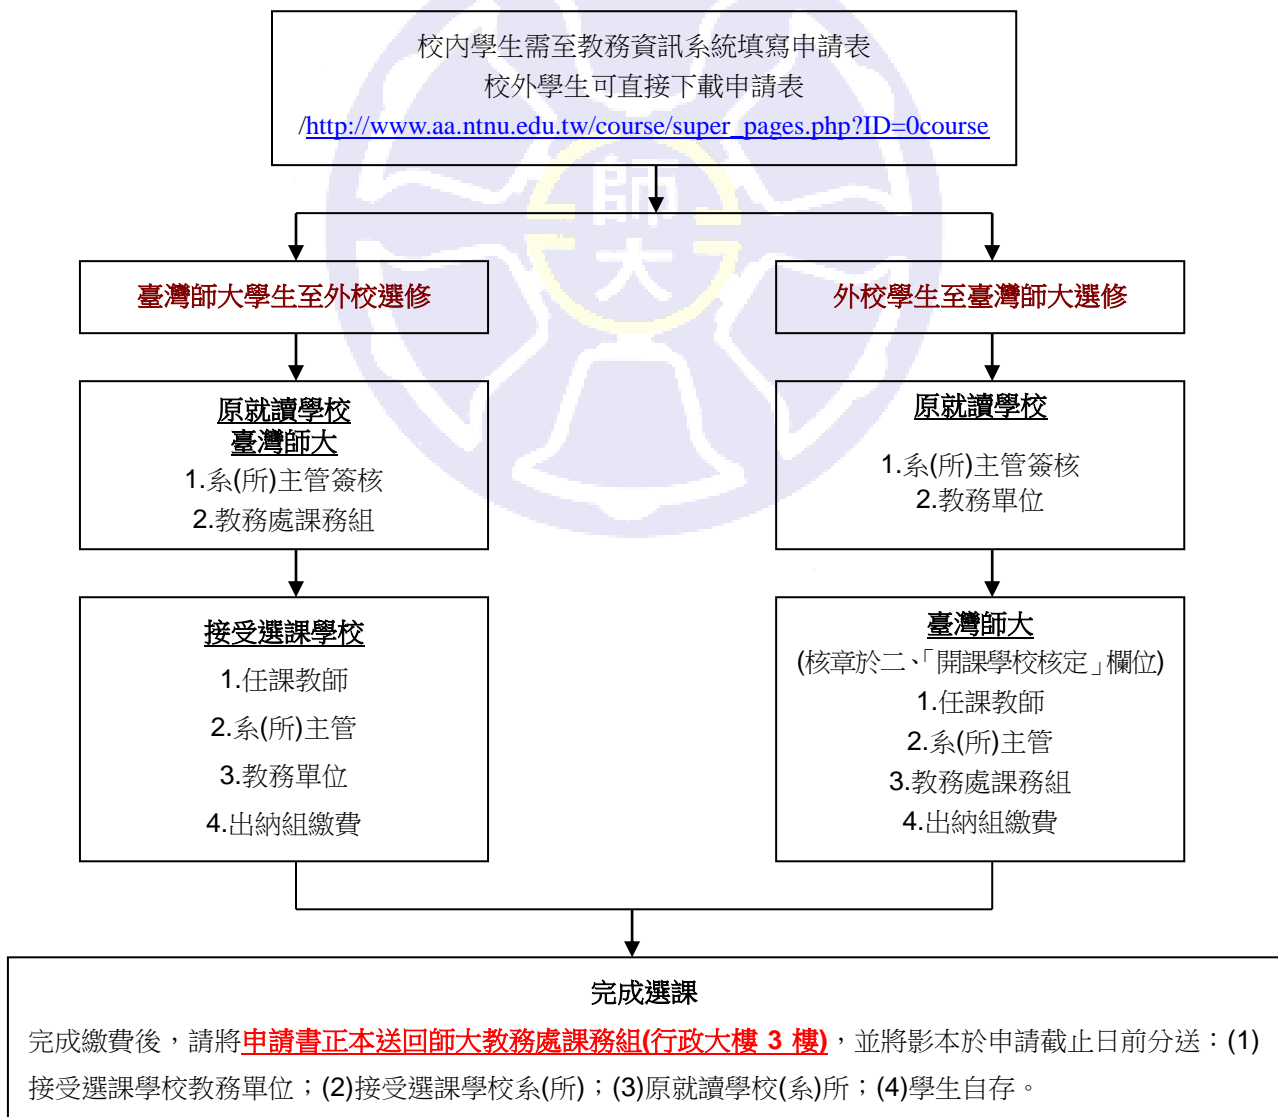 校內學生需至教務資訊系統填寫申請表
校外學生可直接下載申請表
/http://www.aa.ntnu.edu.tw/course/super_pages.php?ID=0course
師
大
臺灣師大學生至外校選修
外校學生至臺灣師大選修
原就讀學校
臺灣師大
1.系(所)主管簽核
2.教務處課務組
原就讀學校
1.系(所)主管簽核
2.教務單位
接受選課學校
1.任課教師
2.系(所)主管
3.教務單位
4.出納組繳費
臺灣師大
(核章於二、「開課學校核定」欄位)
1.任課教師
2.系(所)主管
3.教務處課務組
4.出納組繳費
完成選課
完成繳費後，請將申請書正本送回師大教務處課務組(行政大樓 3 樓)，並將影本於申請截止日前分送：(1)
接受選課學校教務單位；(2)接受選課學校系(所)；(3)原就讀學校(系)所；(4)學生自存。